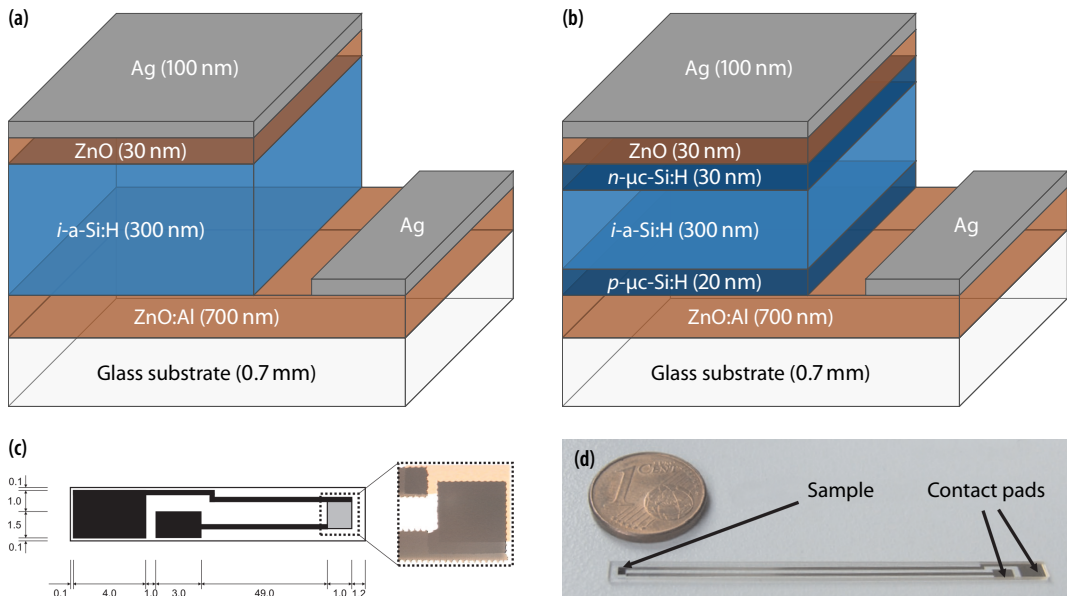 (a)
Ag (100 nm)
ZnO (30 nm)
i-a-Si:H (300 nm)
Ag
ZnO:Al (700 nm)
Glass substrate (0.7 mm)
(b)
Ag (100 nm)
ZnO (30 nm)
n-μc-Si:H (30 nm)
i-a-Si:H (300 nm)
p-μc-Si:H (20 nm)
Ag
ZnO:Al (700 nm)
Glass substrate (0.7 mm)
(c)
0.1
1.0
1.5
0.1
0.1 4.0 1.0 3.0 49.0 1.0 1.2
(d)
1
Sample
Contact pads